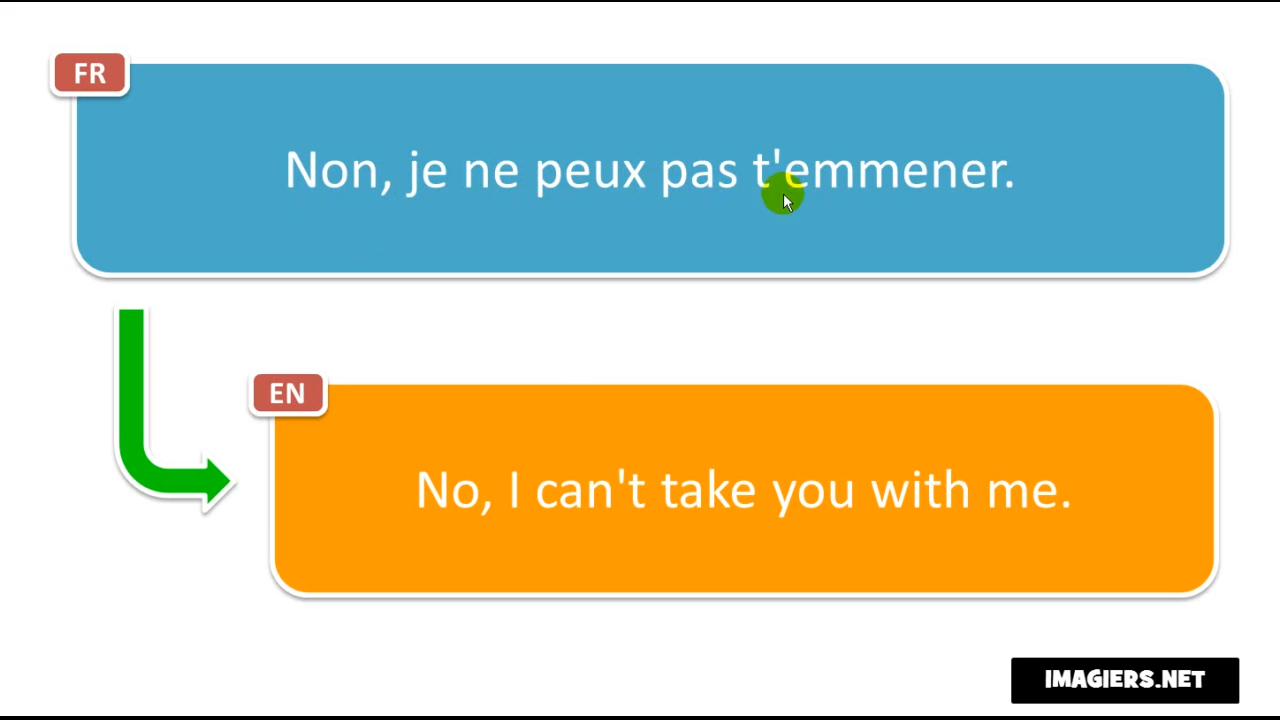 FR
Non, je ne peux pas t'emmener.
EN
No, I can't take you with me.
IMAGIERS.NET